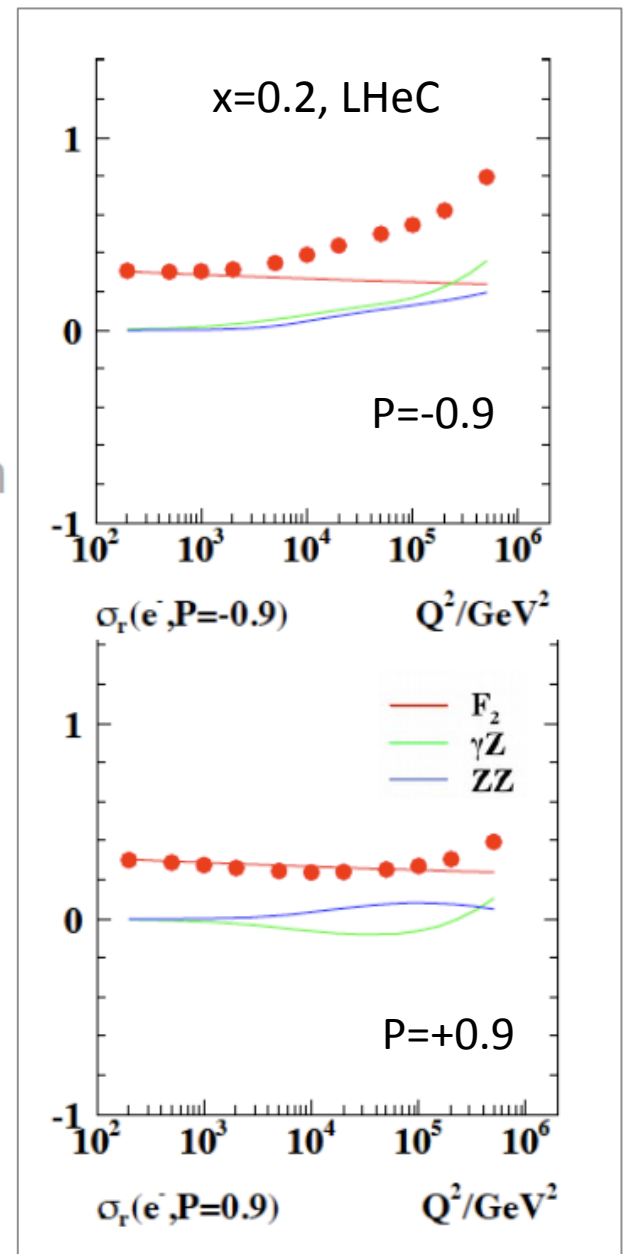 x=0.2, LHeC
1
0
P=-0.9
-1
10² 10³ 10⁴ 10⁵ 10⁶
σᵣ(e⁻,P=-0.9) Q²/GeV²
1
F₂
γZ
ZZ
0
P=+0.9
-1
10² 10³ 10⁴ 10⁵ 10⁶
σᵣ(e⁻,P=0.9) Q²/GeV²